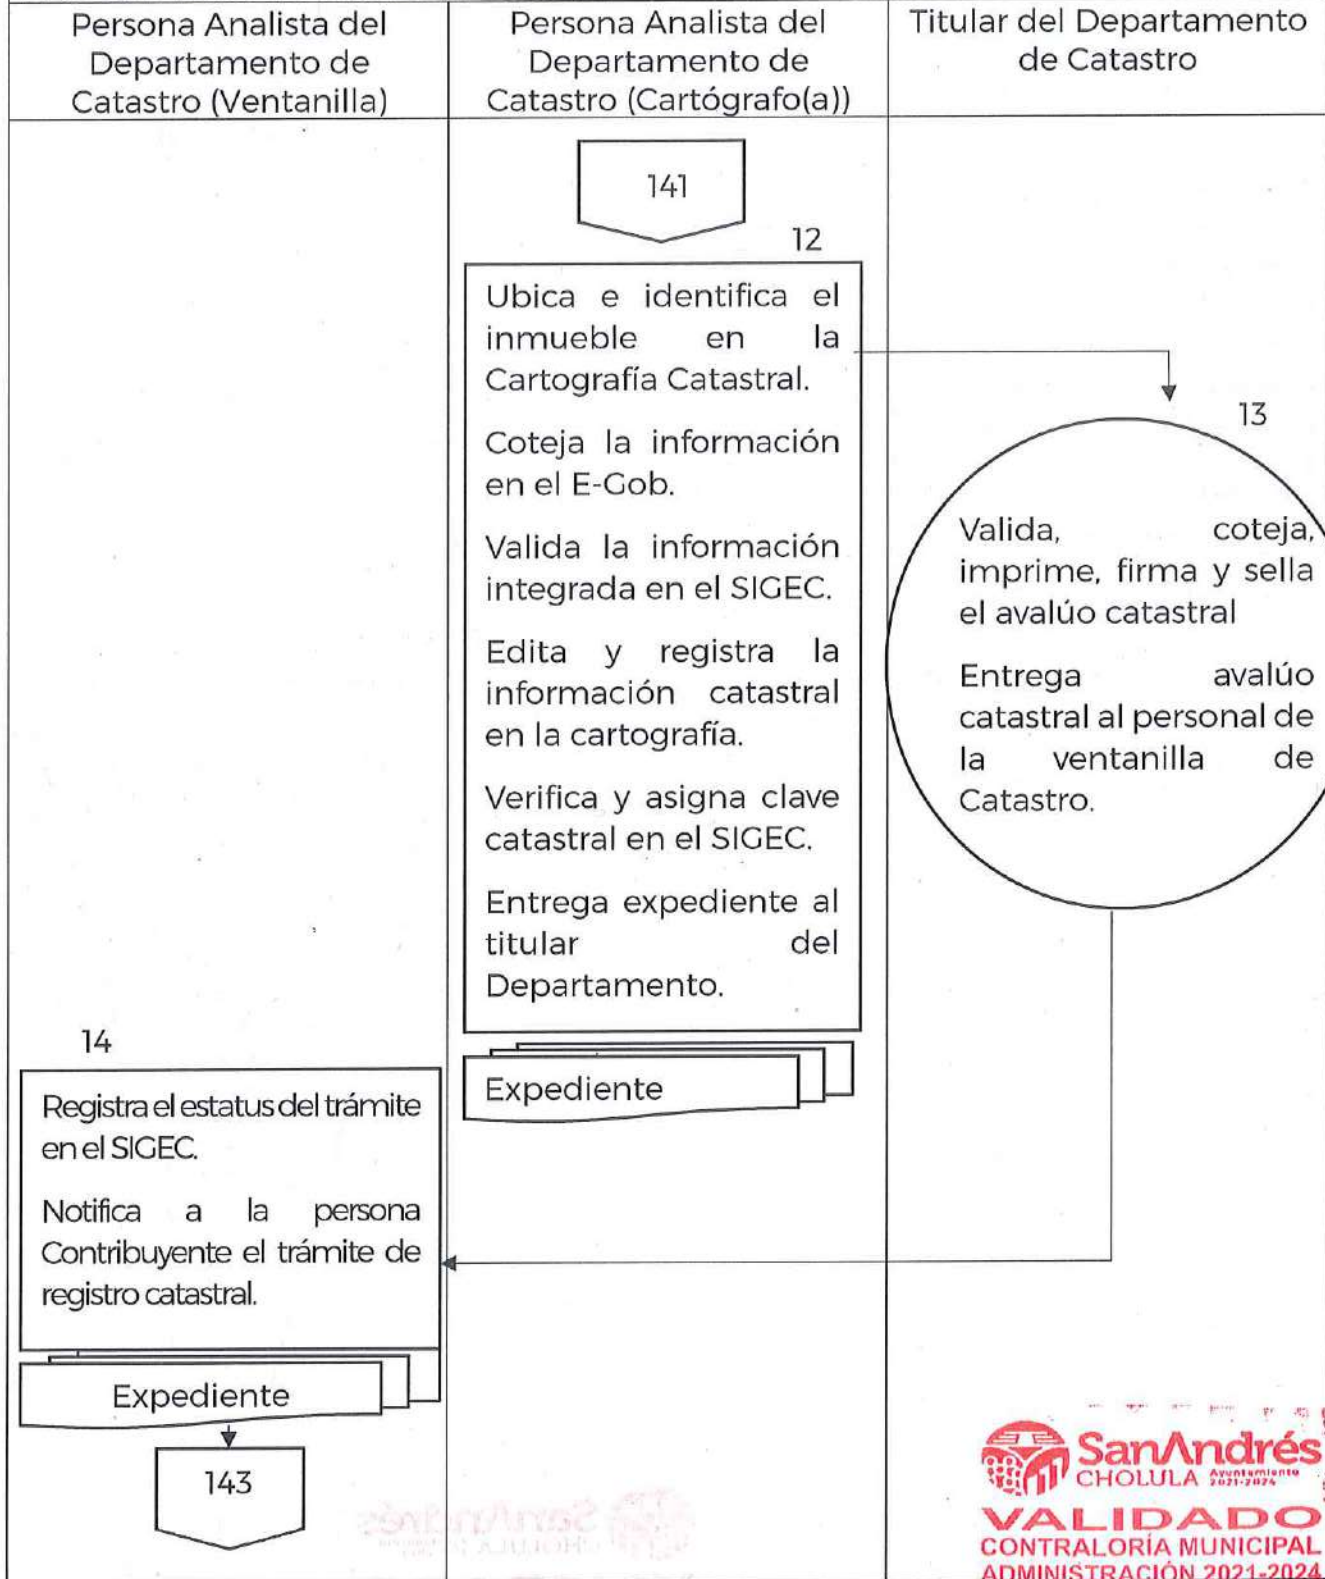 Persona Analista del
Departamento de
Catastro (Ventanilla)
Persona Analista del
Departamento de
Catastro (Cartógrafo(a))
Titular del Departamento
de Catastro
141
12
Ubica e identifica el
inmueble en la
Cartografía Catastral.
Coteja la información
en el E-Gob.
Valida la información
integrada en el SIGEC.
Edita y registra la
información catastral
en la cartografía.
Verifica y asigna clave
catastral en el SIGEC.
Entrega expediente al
titular del
Departamento.
Expediente
13
Valida, coteja,
imprime, firma y sella
el avalúo catastral
Entrega avalúo
catastral al personal de
la ventanilla de
Catastro.
14
Registra el estatus del trámite
en el SIGEC.
Notifica a la persona
Contribuyente el trámite de
registro catastral.
Expediente
143
SanAndrés
CHOLULA Ayuntamiento
2021-2024
VALIDADO
CONTRALORÍA MUNICIPAL
ADMINISTRACIÓN 2021-2024
SanAndrés
CHOLULA